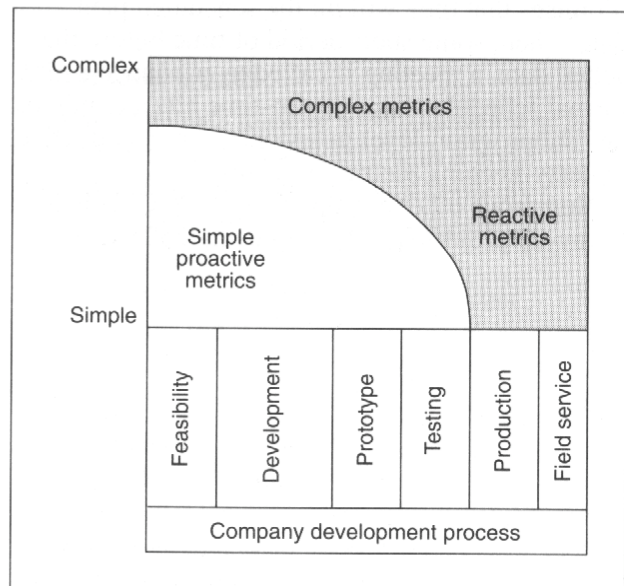 Complex
Complex metrics
Reactive
metrics
Simple
proactive
metrics
Simple
Feasibility
Development
Prototype
Testing
Production
Field service
Company development process